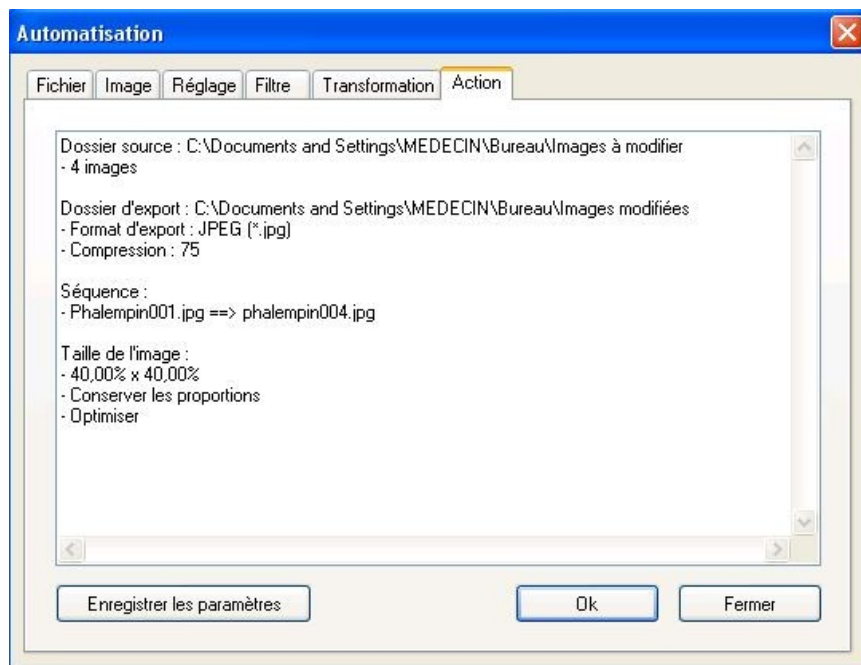 Automatisation
Fichier Image Réglage Filtre Transformation Action
Dossier source : C:\Documents and Settings\MEDECIN\Bureau\Images à modifier
- 4 images
Dossier d'export : C:\Documents and Settings\MEDECIN\Bureau\Images modifiées
- Format d'export : JPEG (*.jpg)
- Compression : 75
Séquence :
- Phalempin001.jpg ==> phalempin004.jpg
Taille de l'image :
- 40,00% x 40,00%
- Conserver les proportions
- Optimiser
Enregistrer les paramètres Ok Fermer